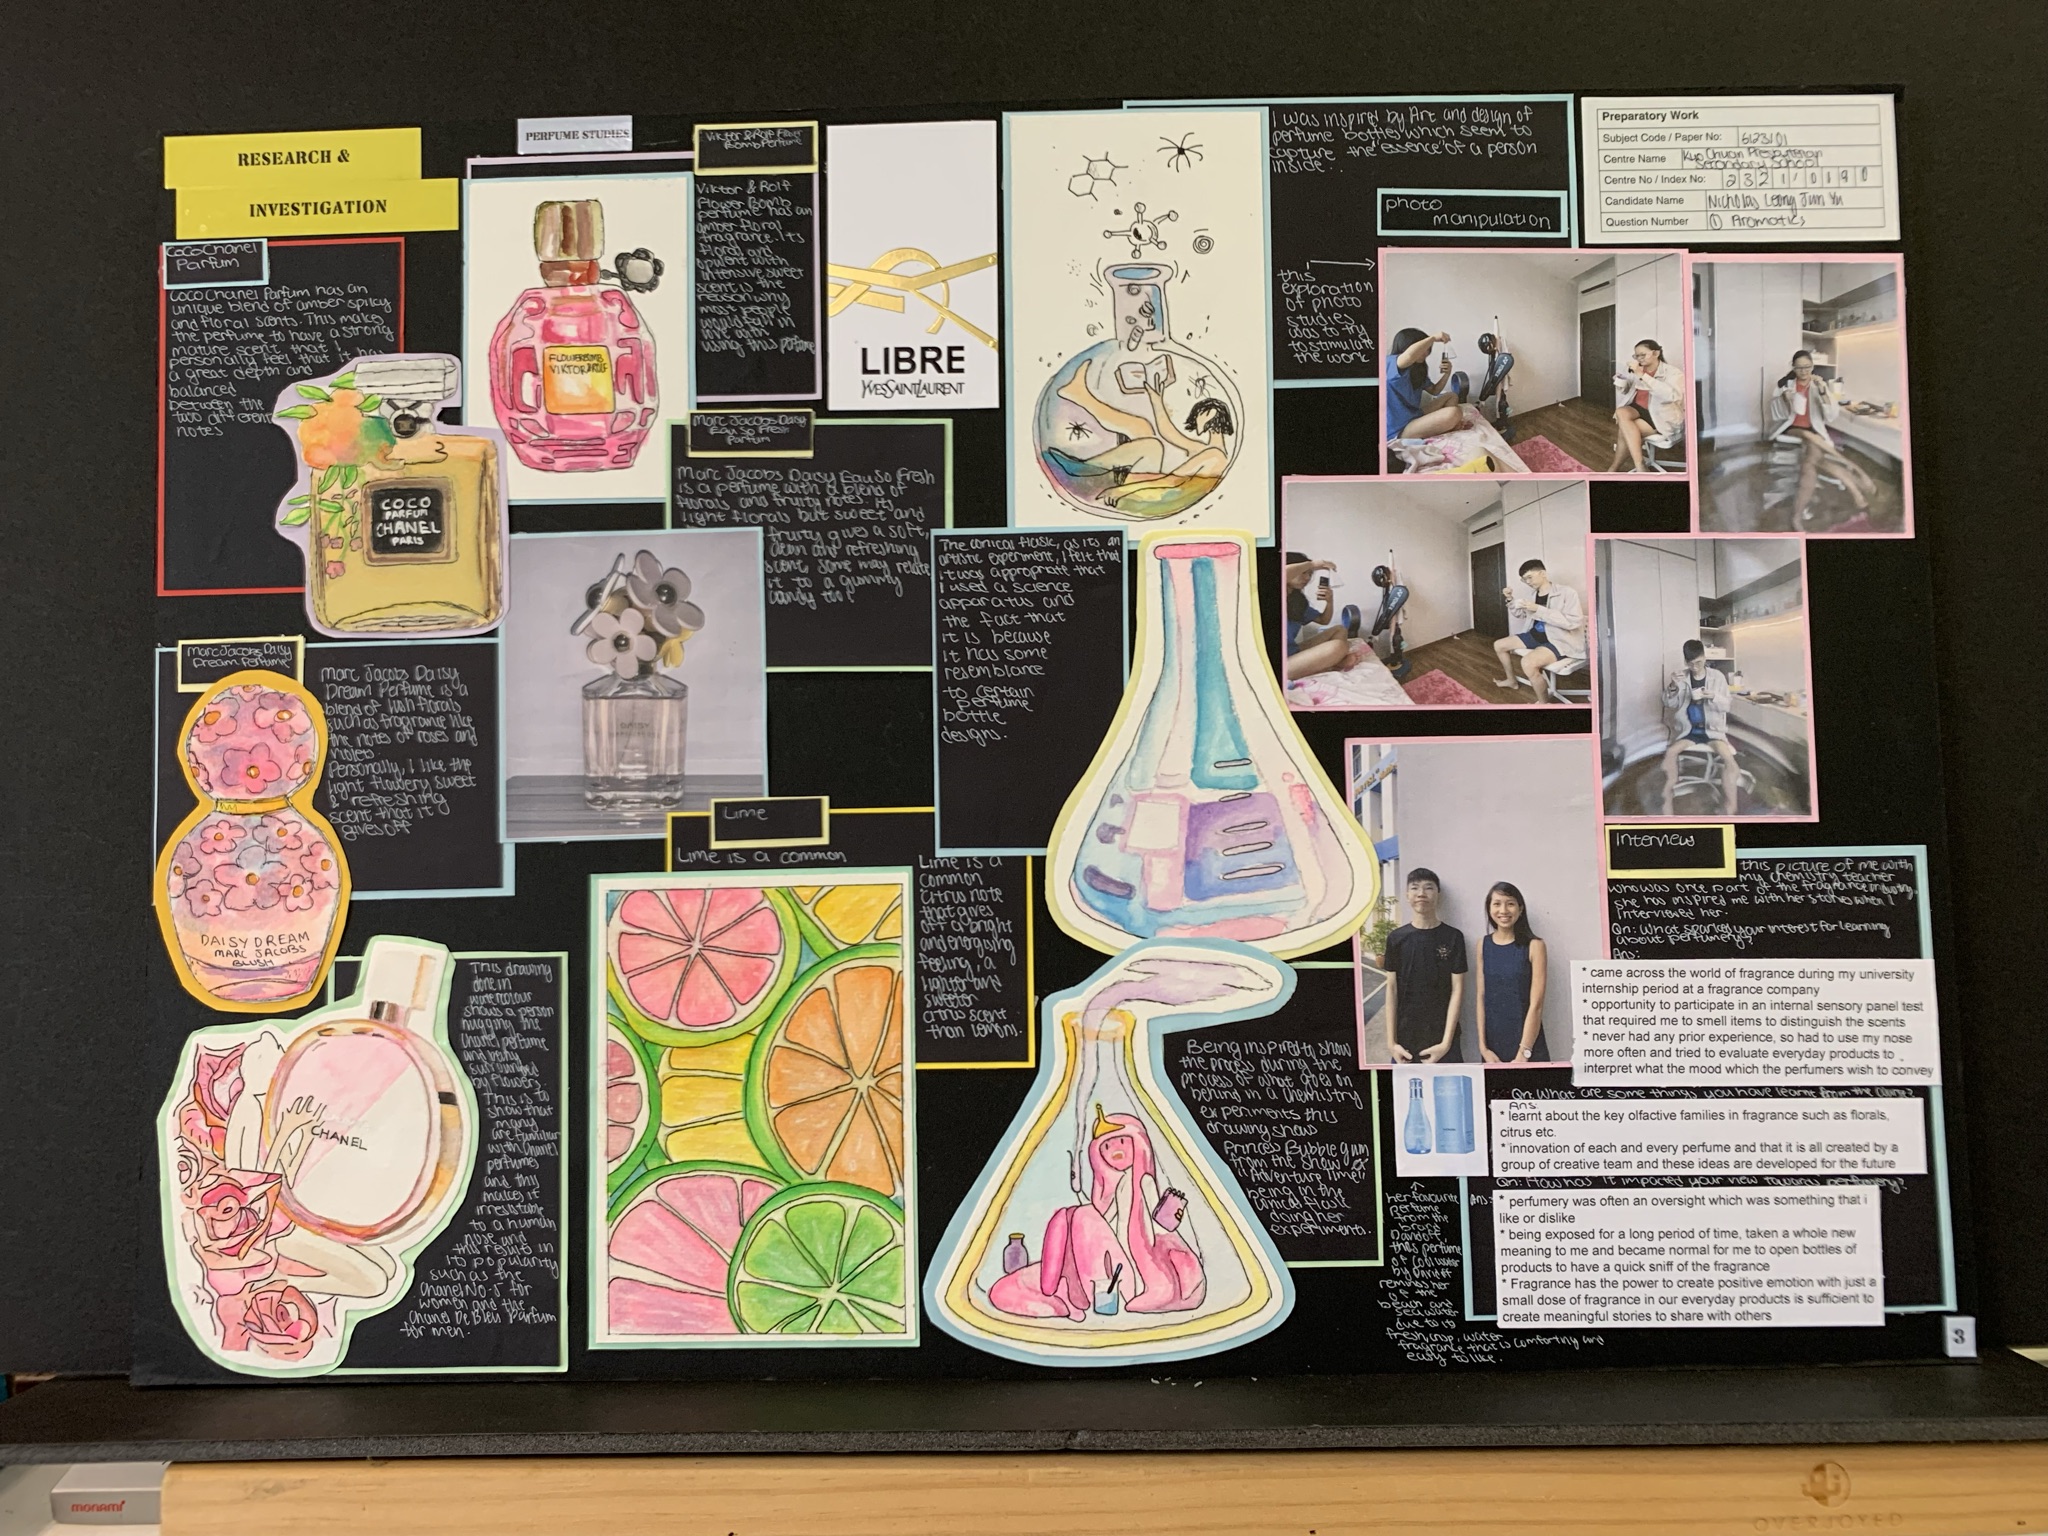 RESEARCH &
INVESTIGATION
Coco Chanel
Parfum
Coco Chanel Parfum has an
unique blend of amber spicy
and floral scents. This makes
the perfume to have a strong
mature scent that I
personally feel that it has
a great depth and
balanced
between the
two different
notes
COCO
PARFUM
CHANEL
PARIS
PERFUME STUDIES
FLOWERBOMB
VIKTOR&ROLF
Viktor & Rolf Flower
Bomb Perfume
Viktor & Rolf
Flower Bomb
perfume has an
amber floral
fragrance. Its
floral and
opulent with
intensive sweet
scent is the
reason why
most people
would fall in
love with
using this perfume
LIBRE
YVES SAINT LAURENT
Marc Jacobs Daisy
Eau So Fresh
Parfum
Marc Jacobs Daisy Eau So Fresh
is a perfume with a blend of
florals and fruity notes. Its
light florals but sweet and
fruity gives a soft,
clean and refreshing
scent, some may relate
it to a gummy
candy too!
DAISY
Marc Jacobs Daisy
Dream Perfume
Marc Jacobs Daisy
Dream Perfume is a
blend of lush florals
such as fragrance like
the notes of roses and
violets.
Personally, I like the
light flowery sweet
& refreshing
scent that it
gives off
DAISY DREAM
MARC JACOBS
BLUSH
CHANEL
This drawing
done in
watercolour
shows a person
hugging the
Chanel perfume
and being
surrounded
by flowers.
This is to
show that
many
are familiar
with Chanel
perfumes
and this
makes it
irresistable
to a human
nose and
this results in
its popularity
such as the
Chanel No.5 for
women and the
Chanel De Bleu Parfum
for men.
Lime
Lime is a common
Lime is a
common
citrus note
that gives
off a bright
and energising
feeling, a
lighter and
sweeter
citrus scent
than lemons.
The conical flask, as its an
artistic experiment, I felt that
it was appropriate that
I used a science
apparatus and
the fact that
it is because
it has some
resemblance
to certain
perfume
bottle
designs.
Being inspired to show
the process during the
process of what goes on
behind in a chemistry
experiments this
drawing shows
Princes Bubble gum
from the show
"Adventure Time"
being in the
conical flask
doing her
experiments.
I was inspired by Art and design of
perfume bottles which seem to
capture the "essence" of a person
inside..
photo
manipulation
this
exploration
of photo
studies
was to try
to stimulate
the work
Preparatory Work
Subject Code / Paper No: 6123/01
Centre Name Kuo Chuan Presbyterian
Secondary School
Centre No / Index No: 2 3 2 1 / 0 1 9 0
Candidate Name Nicholas Leong Jun Yu
Question Number ① Aromatics
Interview
this picture of me with
my chemistry teacher
who was once part of the fragrance industry,
she has inspired me with her stories when I
interviewed her.
Qn: What sparked your interest for learning
about perfumery?
Ans:
* came across the world of fragrance during my university
internship period at a fragrance company
* opportunity to participate in an internal sensory panel test
that required me to smell items to distinguish the scents
* never had any prior experience, so had to use my nose
more often and tried to evaluate everyday products to
interpret what the mood which the perfumers wish to convey
Qn: What are some things you have learnt from the
Ans:
* learnt about the key olfactive families in fragrance such as florals,
citrus etc.
* innovation of each and every perfume and that it is all created by a
group of creative team and these ideas are developed for the future
Qn: How has it impacted your view towards perfumery?
Ans:
* perfumery was often an oversight which was something that i
like or dislike
* being exposed for a long period of time, taken a whole new
meaning to me and became normal for me to open bottles of
products to have a quick sniff of the fragrance
* Fragrance has the power to create positive emotion with just a
small dose of fragrance in our everyday products is sufficient to
create meaningful stories to share with others
her favourite
perfume
from the
brand
Davidoff,
this perfume
of Cool water
by Davidoff
reminds her
of the
beach and
sea water
due to its
fresh, crisp, water
fragrance that is comforting and
easy to like.
3
monami
OVERJOYED